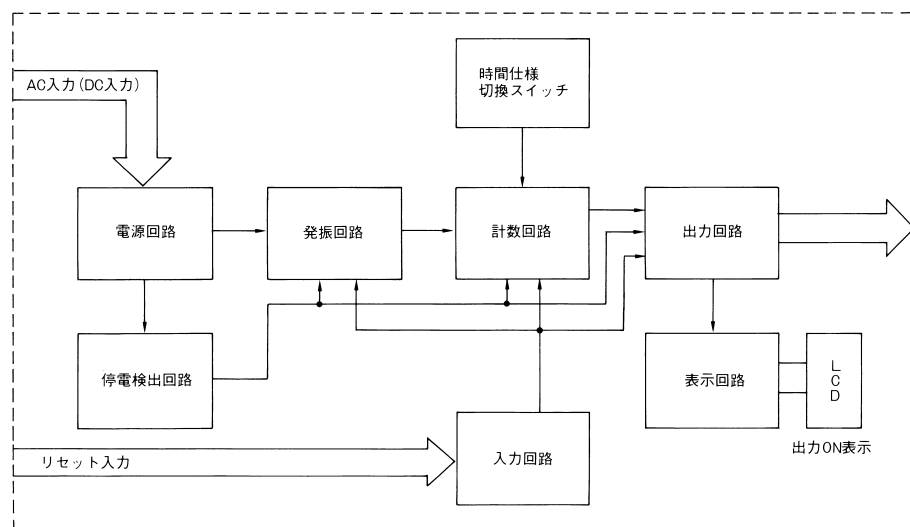 AC入力(DC入力)
時間仕様
切換スイッチ
電源回路
発振回路
計数回路
出力回路
停電検出回路
表示回路
LCD
出力ON表示
リセット入力
入力回路